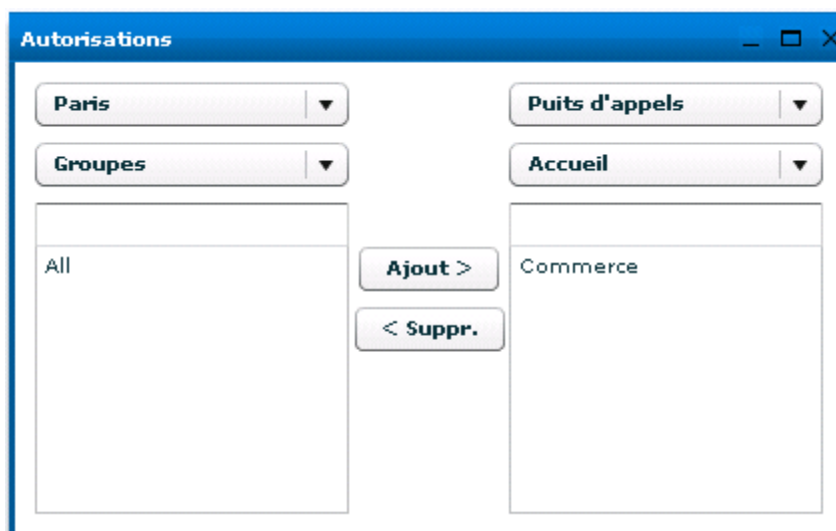 Autorisations
Paris
Puits d'appels
Groupes
Accueil
All
Ajout >
Commerce
< Suppr.